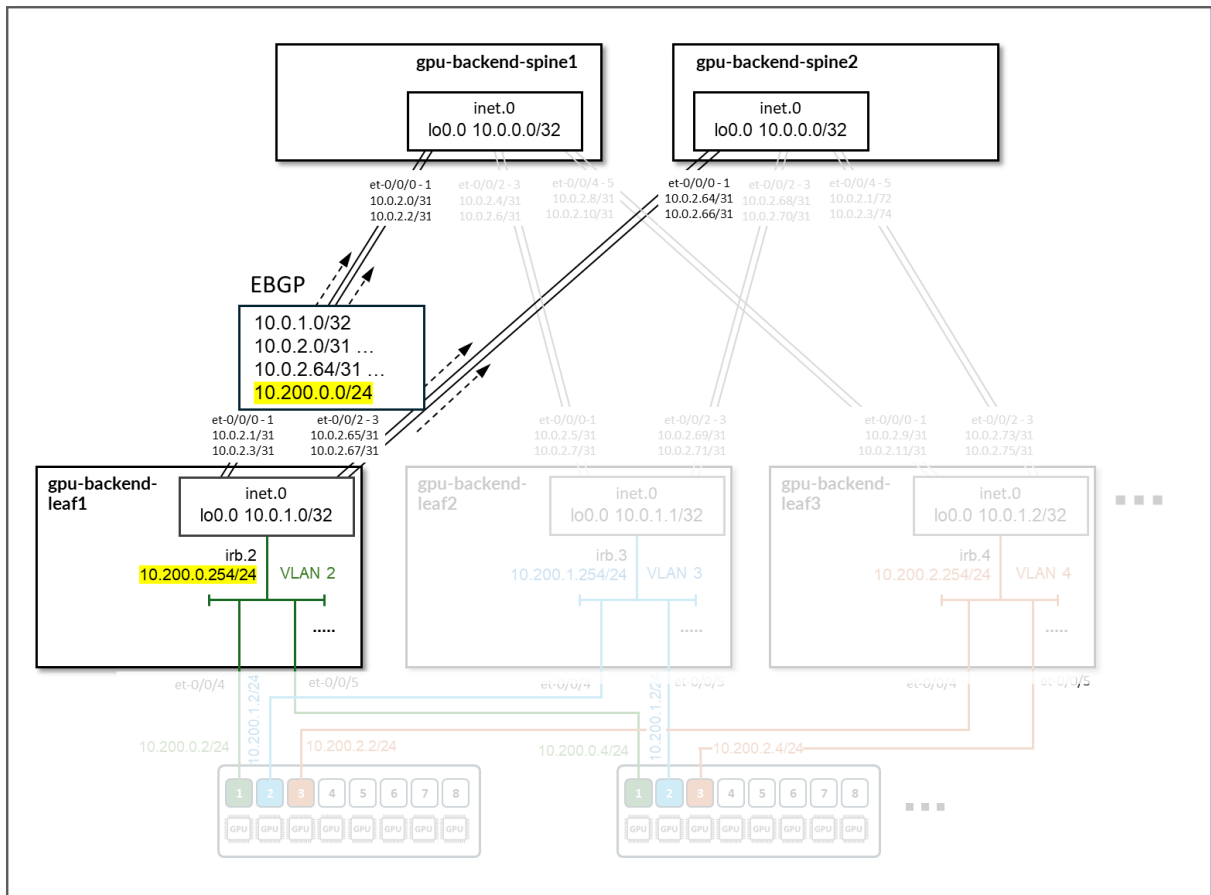 gpu-backend-spine1
gpu-backend-spine2
inet.0
lo0.0 10.0.0.0/32
inet.0
lo0.0 10.0.0.0/32
et-0/0/0 - 1
10.0.2.0/31
10.0.2.2/31
et-0/0/2 - 3
10.0.2.4/31
10.0.2.6/31
et-0/0/4 - 5
10.0.2.8/31
10.0.2.10/31
et-0/0/0 - 1
10.0.2.64/31
10.0.2.66/31
et-0/0/2 - 3
10.0.2.68/31
10.0.2.70/31
et-0/0/4 - 5
10.0.2.1/72
10.0.2.3/74
EBGP
10.0.1.0/32
10.0.2.0/31 ...
10.0.2.64/31 ...
10.200.0.0/24
et-0/0/0 - 1
10.0.2.1/31
10.0.2.3/31
et-0/0/2 - 3
10.0.2.65/31
10.0.2.67/31
et-0/0/0-1
10.0.2.5/31
10.0.2.7/31
et-0/0/2 - 3
10.0.2.69/31
10.0.2.71/31
et-0/0/0 - 1
10.0.2.9/31
10.0.2.11/31
et-0/0/2 - 3
10.0.2.73/31
10.0.2.75/31
gpu-backend-
leaf1
inet.0
lo0.0 10.0.1.0/32
irb.2
10.200.0.254/24
VLAN 2
.....
gpu-backend-
leaf2
inet.0
lo0.0 10.0.1.1/32
irb.3
10.200.1.254/24
VLAN 3
.....
gpu-backend-
leaf3
inet.0
lo0.0 10.0.1.2/32
irb.4
10.200.2.254/24
VLAN 4
.....
et-0/0/4
et-0/0/5
et-0/0/4
et-0/0/5
et-0/0/4
et-0/0/5
10.200.0.2/24
10.200.1.2/24
10.200.2.2/24
10.200.0.4/24
10.200.1.2/24
10.200.2.4/24
1 2 3 4 5 6 7 8
GPU GPU GPU GPU GPU GPU GPU GPU
1 2 3 4 5 6 7 8
GPU GPU GPU GPU GPU GPU GPU GPU